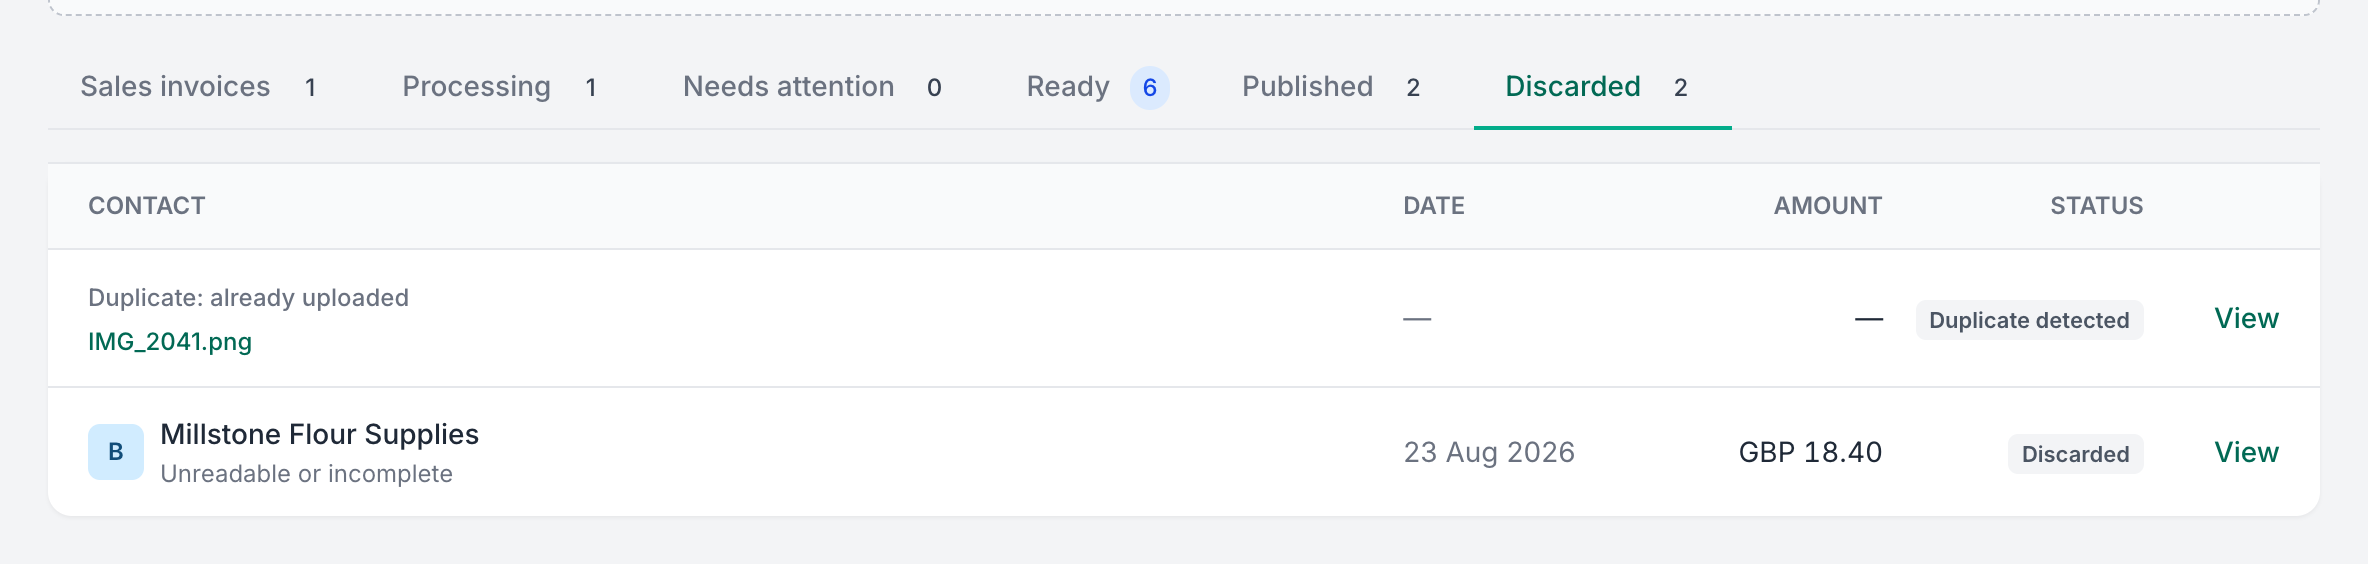 Sales invoices 1 Processing 1 Needs attention 0 Ready 6 Published 2 Discarded 2
CONTACT DATE AMOUNT STATUS
Duplicate: already uploaded
IMG_2041.png
— — Duplicate detected View
B
Millstone Flour Supplies
Unreadable or incomplete
23 Aug 2026 GBP 18.40 Discarded View